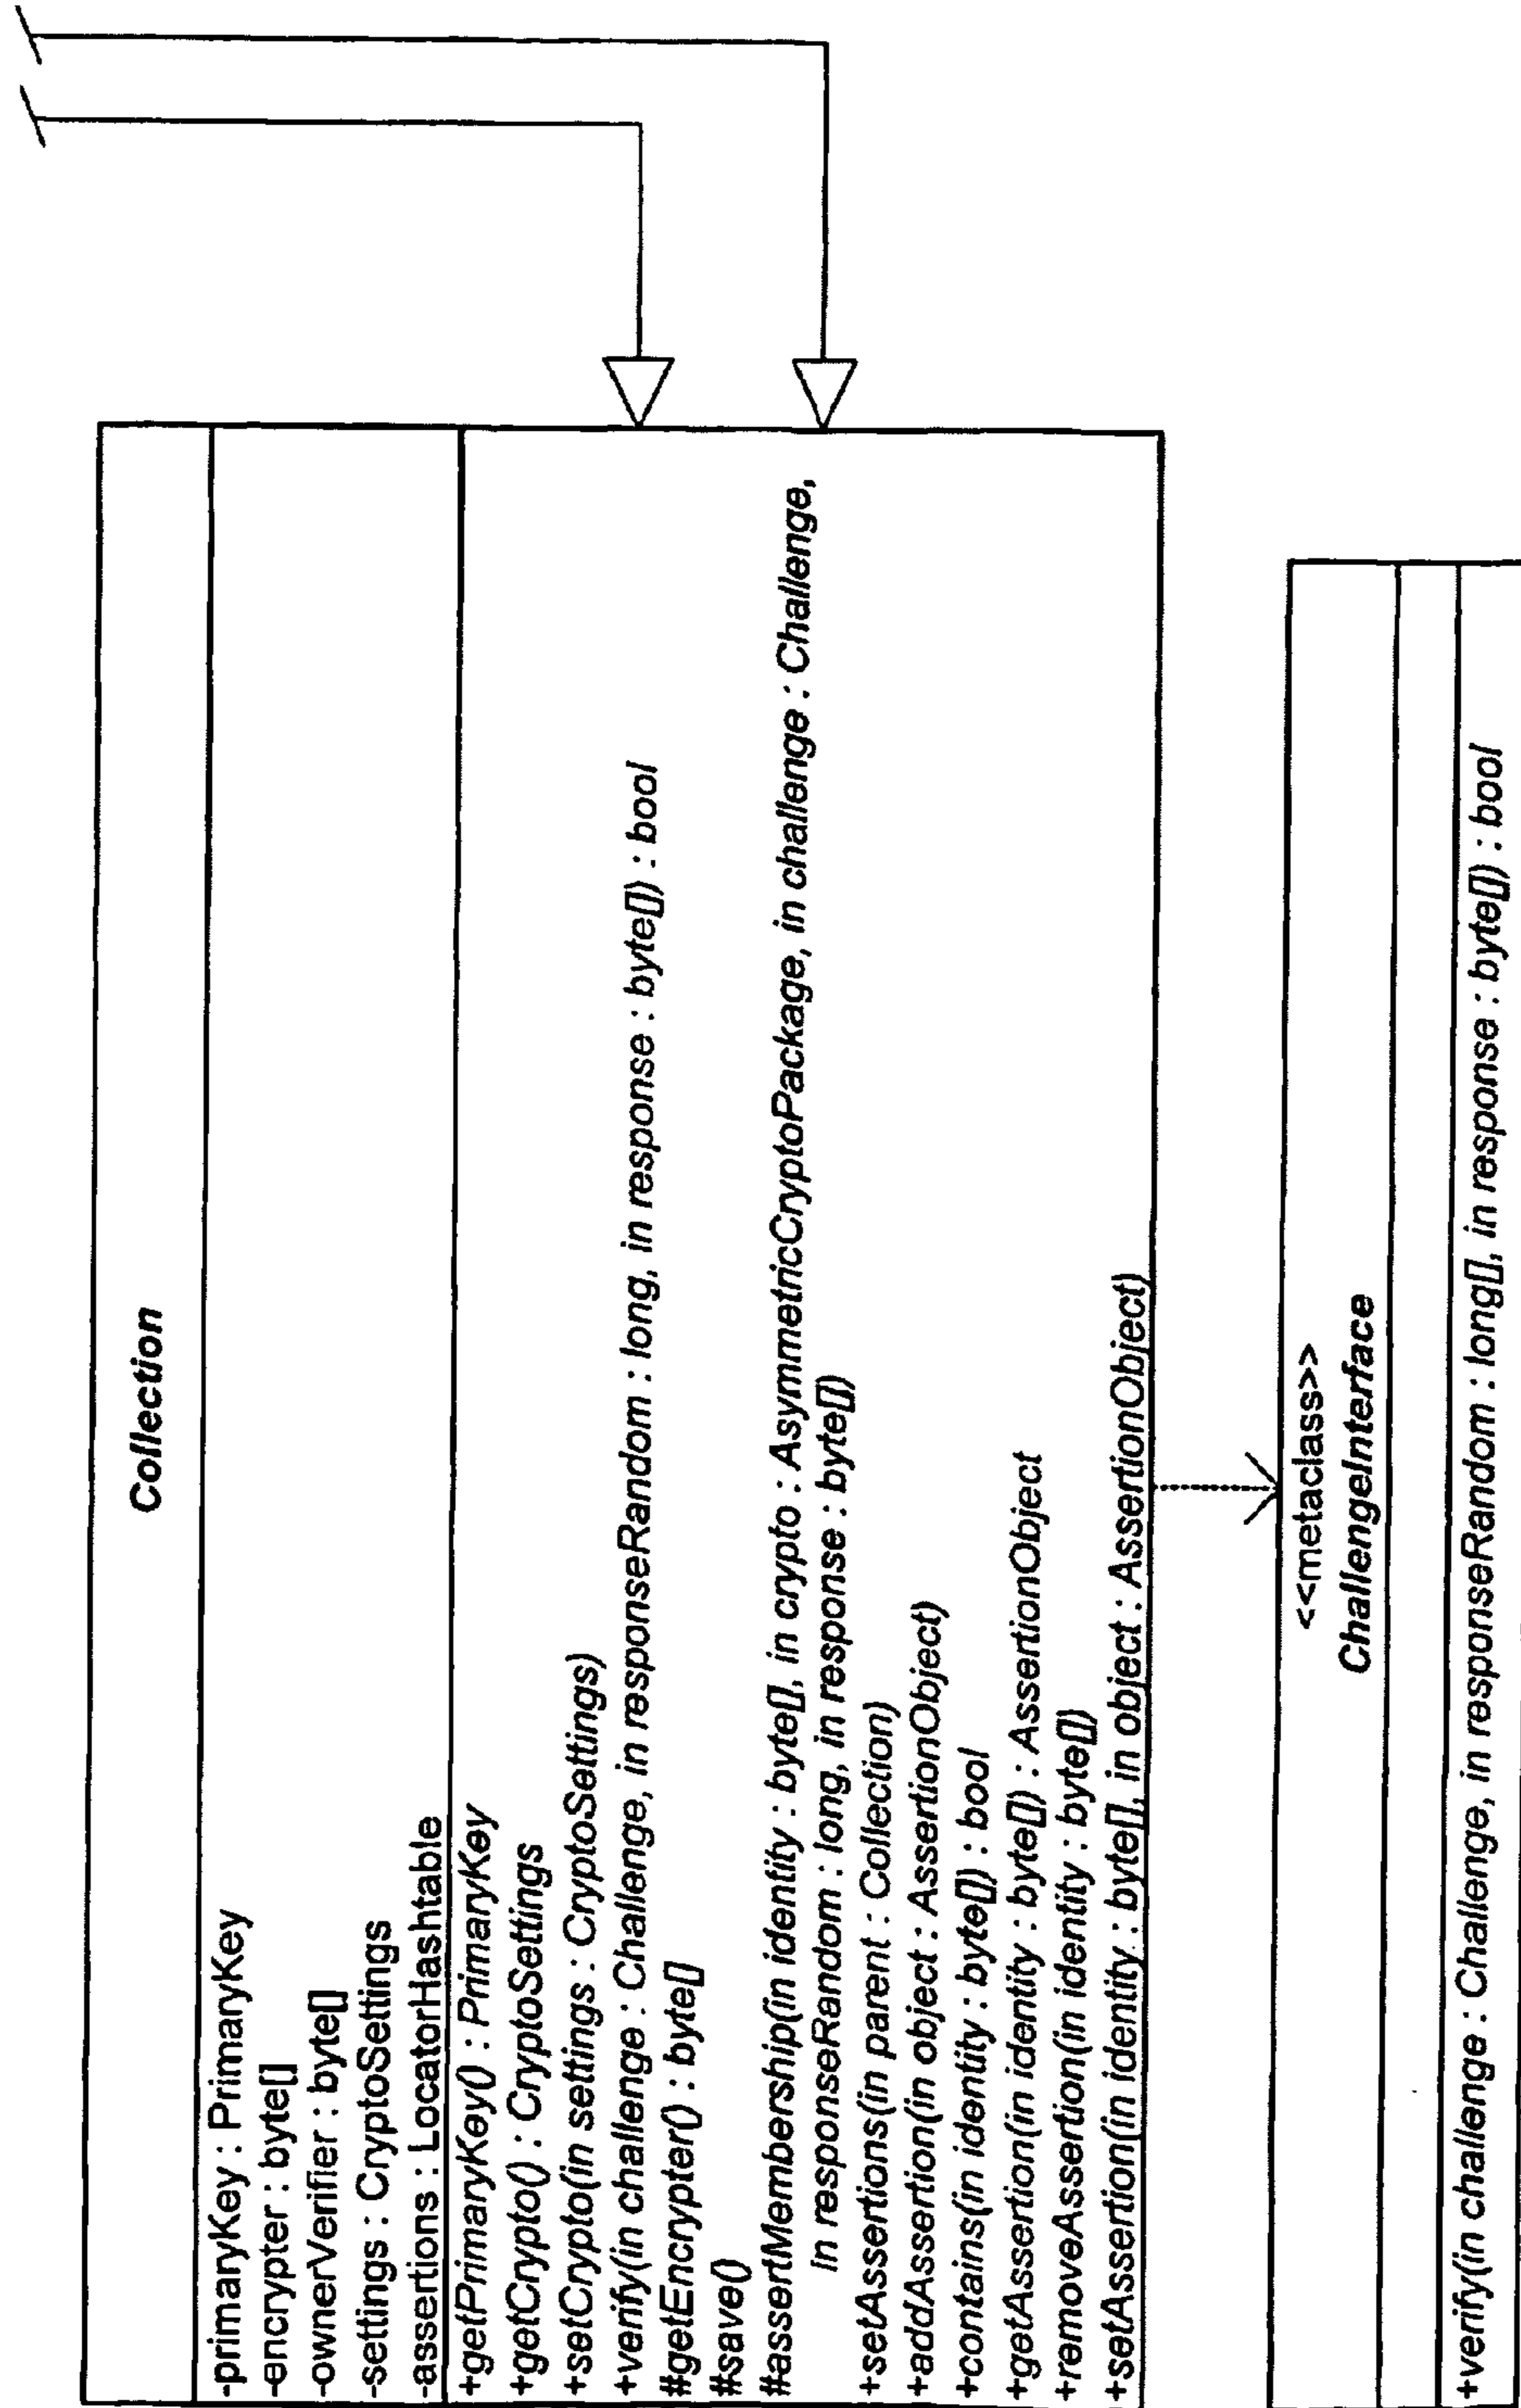 Collection
-primaryKey : PrimaryKey
-encrypter : byte[]
-ownerVerifier : byte[]
-settings : CryptoSettings
-assertions : LocatorHashtable
+getPrimaryKey() : PrimaryKey
+getCrypto() : CryptoSettings
+setCrypto(in settings : CryptoSettings)
+verify(in challenge : Challenge, in responseRandom : long, in response : byte[]) : bool
#getEncrypter() : byte[]
#save()
#assertMembership(in identity : byte[], in crypto : AsymmetricCryptoPackage, in challenge : Challenge,
in responseRandom : long, in response : byte[])
+setAssertions(in parent : Collection)
+addAssertion(in object : AssertionObject)
+contains(in identity : byte[]) : bool
+getAssertion(in identity : byte[]) : AssertionObject
+removeAssertion(in identity : byte[])
+setAssertion(in identity : byte[], in object : AssertionObject)
<<metaclass>>
ChallengeInterface
+verify(in challenge : Challenge, in responseRandom : long[], in response : byte[]) : bool